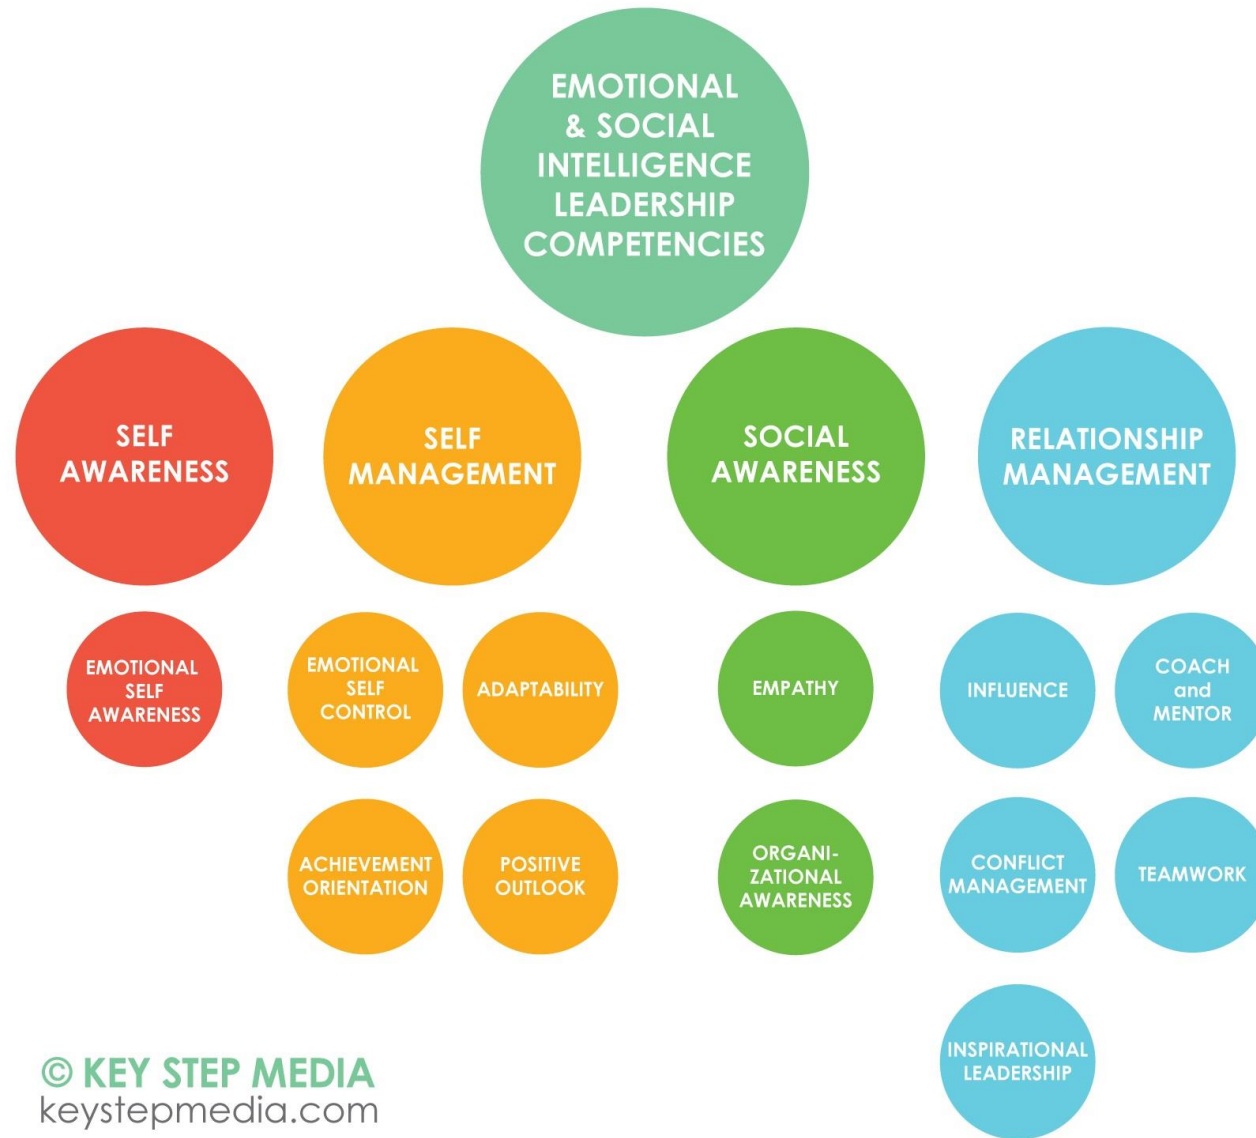 EMOTIONAL
& SOCIAL
INTELLIGENCE
LEADERSHIP
COMPETENCIES
SELF
AWARENESS
SELF
MANAGEMENT
SOCIAL
AWARENESS
RELATIONSHIP
MANAGEMENT
EMOTIONAL
SELF
AWARENESS
EMOTIONAL
SELF
CONTROL
ADAPTABILITY
EMPATHY
INFLUENCE
COACH
and
MENTOR
ACHIEVEMENT
ORIENTATION
POSITIVE
OUTLOOK
ORGANI-
ZATIONAL
AWARENESS
CONFLICT
MANAGEMENT
TEAMWORK
INSPIRATIONAL
LEADERSHIP
© KEY STEP MEDIA
keystepmedia.com